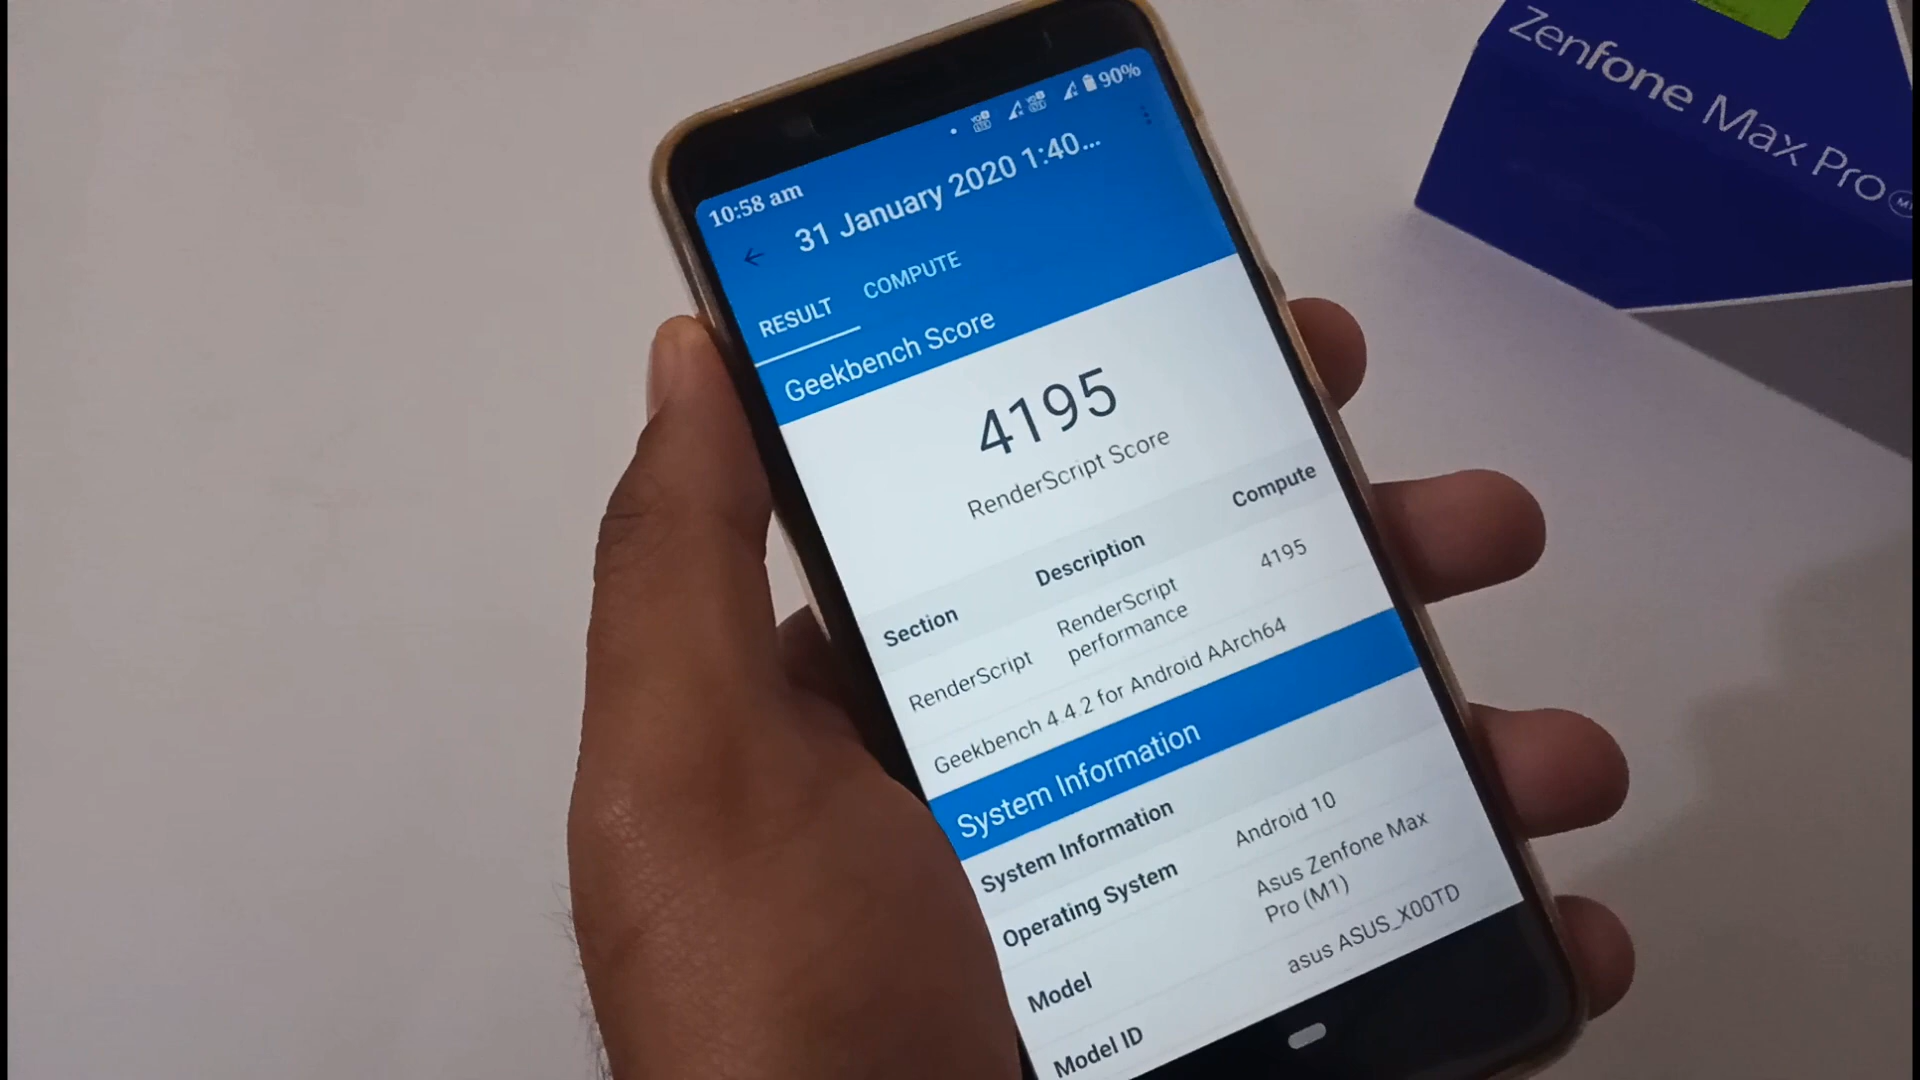 10:58 am 90%
31 January 2020 1:40...
RESULT COMPUTE
Geekbench Score
4195
RenderScript Score
Section Description Compute
RenderScript RenderScript performance 4195
Geekbench 4.4.2 for Android AArch64
System Information
System Information
Operating System Android 10
Model Asus Zenfone Max
Pro (M1)
Model ID asus ASUS_X00TD
Zenfone Max Pro